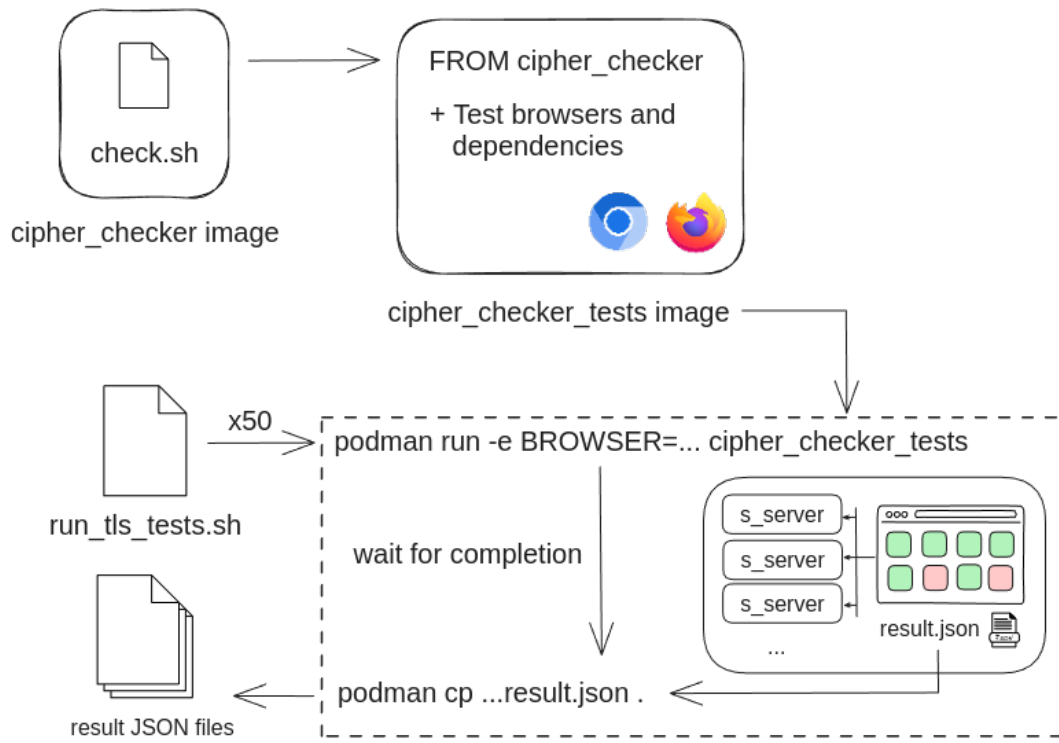 check.sh
cipher_checker image
FROM cipher_checker
+ Test browsers and
dependencies
cipher_checker_tests image
run_tls_tests.sh
x50
podman run -e BROWSER=... cipher_checker_tests
wait for completion
s_server
s_server
s_server
...
result.json
podman cp ...result.json .
result JSON files